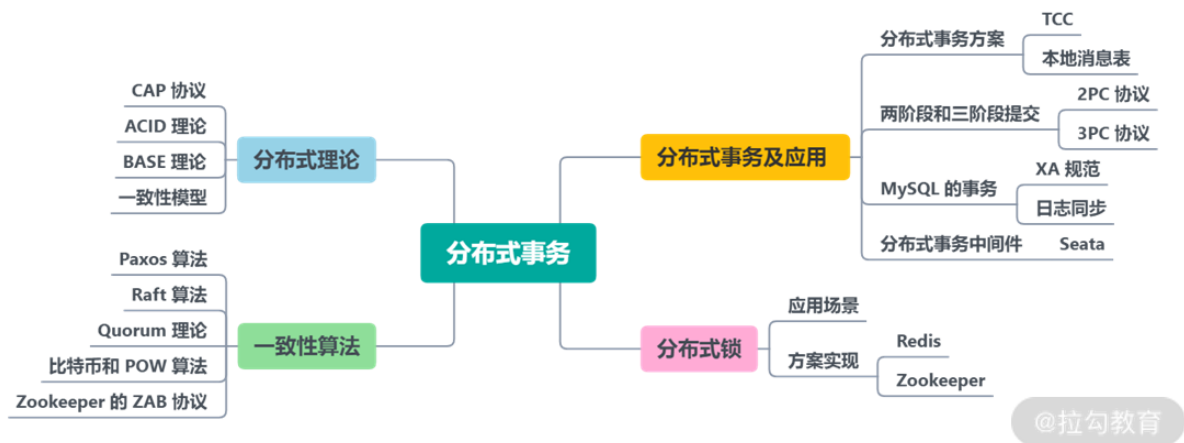 分布式事务
分布式理论
CAP 协议
ACID 理论
BASE 理论
一致性模型
一致性算法
Paxos 算法
Raft 算法
Quorum 理论
比特币和 POW 算法
Zookeeper 的 ZAB 协议
分布式事务及应用
分布式事务方案
TCC
本地消息表
两阶段和三阶段提交
2PC 协议
3PC 协议
MySQL 的事务
XA 规范
日志同步
分布式事务中间件
Seata
分布式锁
应用场景
方案实现
Redis
Zookeeper
@拉勾教育